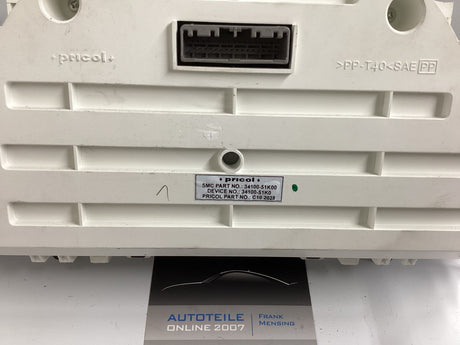 • pricol •
>PP-T40<SAE PP
• pricol •
SMC PART NO.: 34100-51K00
DEVICE NO.: 34100-51K0
PRICOL PART NO. C10 2028
1
AUTOTEILE
ONLINE 2007
FRANK
MENSING